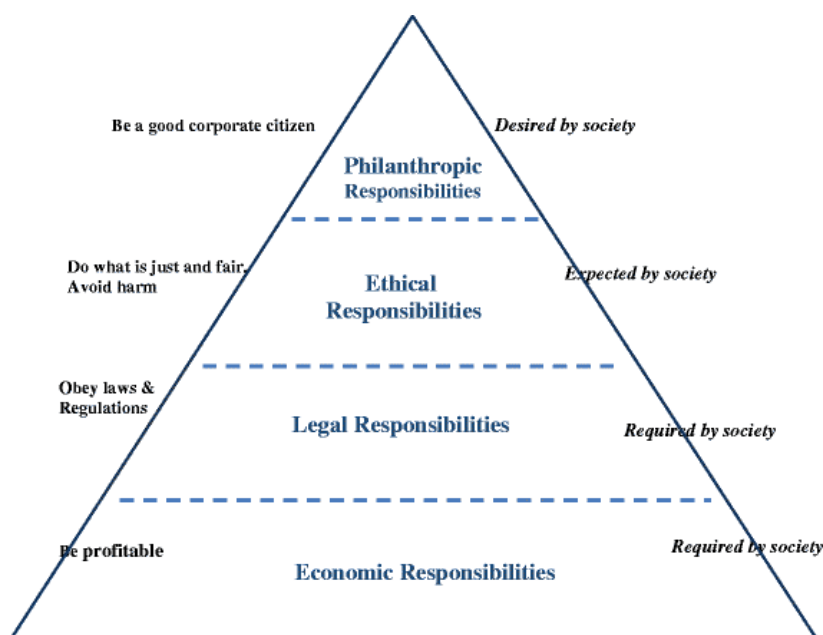 Be a good corporate citizen
Desired by society
Philanthropic
Responsibilities
Do what is just and fair,
Avoid harm
Expected by society
Ethical
Responsibilities
Obey laws &
Regulations
Legal Responsibilities
Required by society
Be profitable
Required by society
Economic Responsibilities